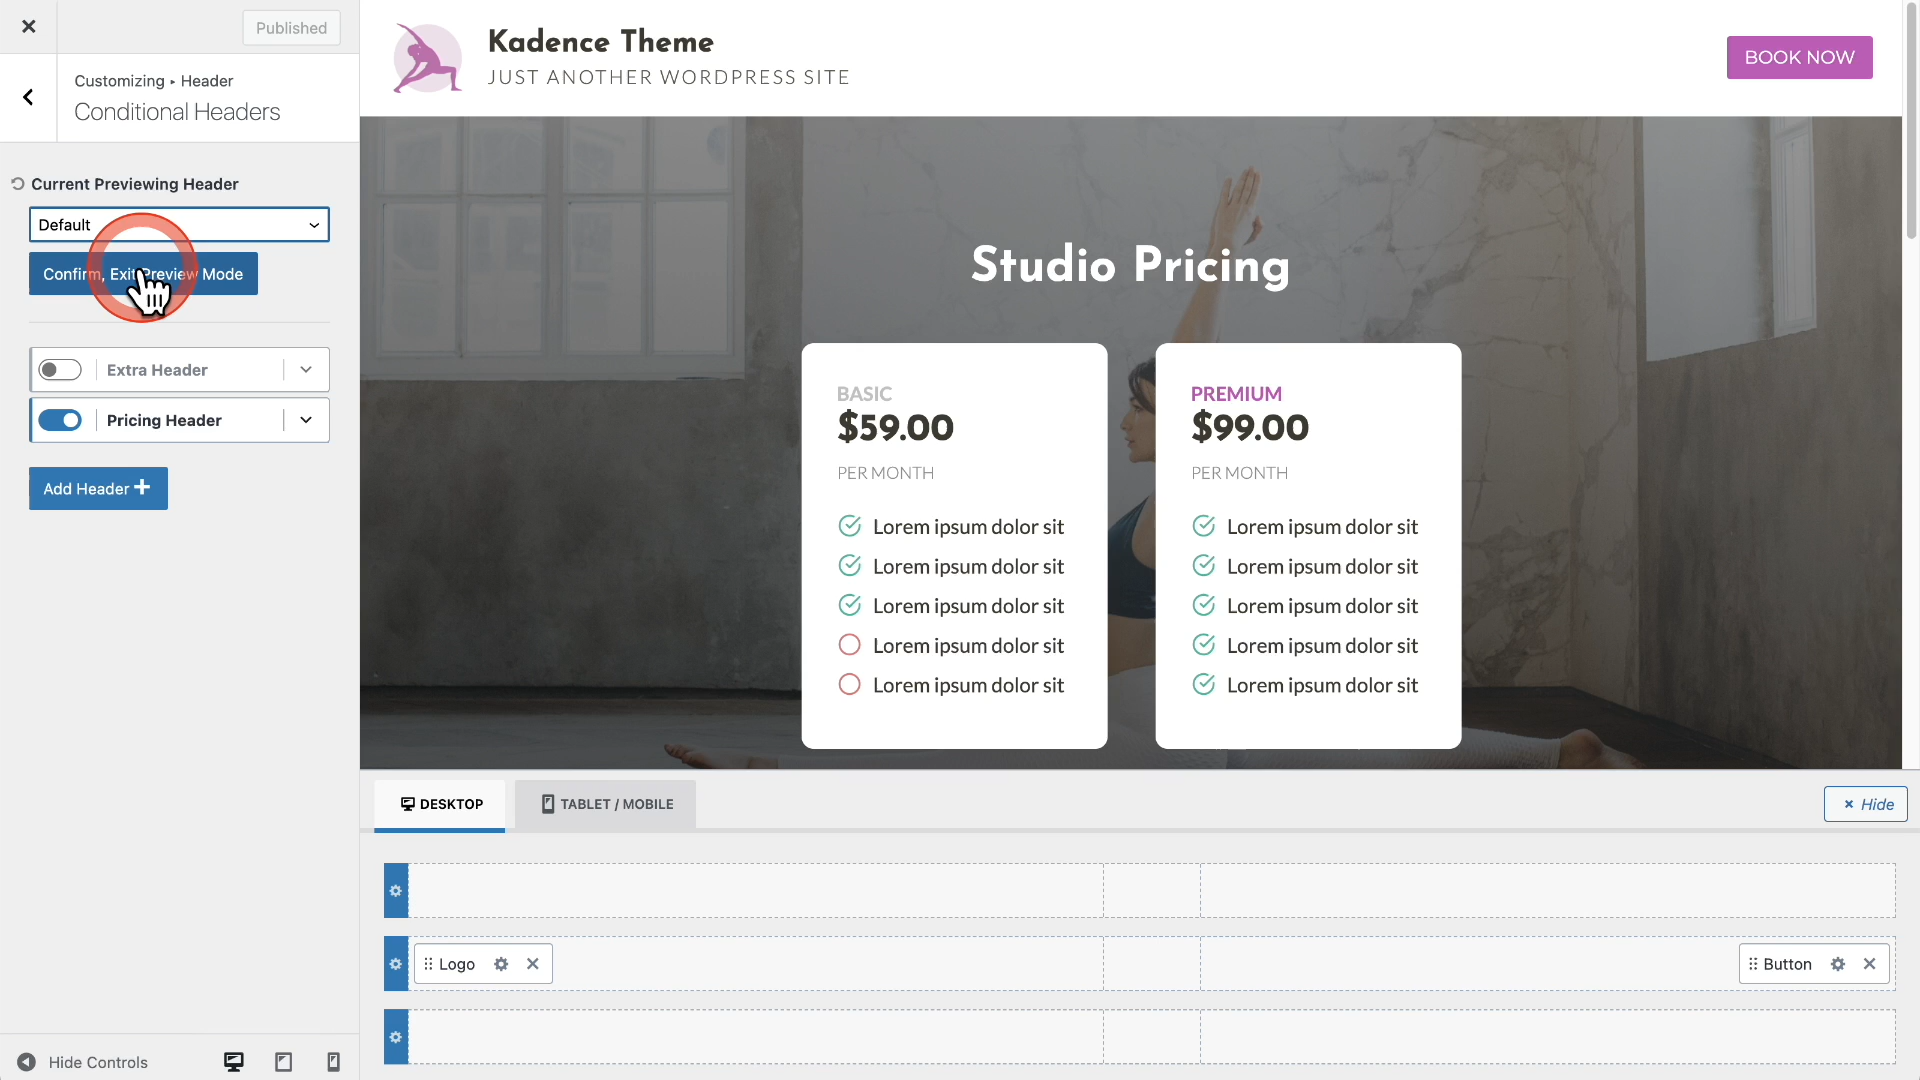 Published
Customizing ▸ Header
Conditional Headers
Current Previewing Header
Default
Confirm, Exit Preview Mode
Extra Header
Pricing Header
Add Header
Hide Controls
Kadence Theme
JUST ANOTHER WORDPRESS SITE
BOOK NOW
Studio Pricing
BASIC
$59.00
PER MONTH
Lorem ipsum dolor sit
Lorem ipsum dolor sit
Lorem ipsum dolor sit
Lorem ipsum dolor sit
Lorem ipsum dolor sit
PREMIUM
$99.00
PER MONTH
Lorem ipsum dolor sit
Lorem ipsum dolor sit
Lorem ipsum dolor sit
Lorem ipsum dolor sit
Lorem ipsum dolor sit
DESKTOP
TABLET / MOBILE
Hide
Logo
Button